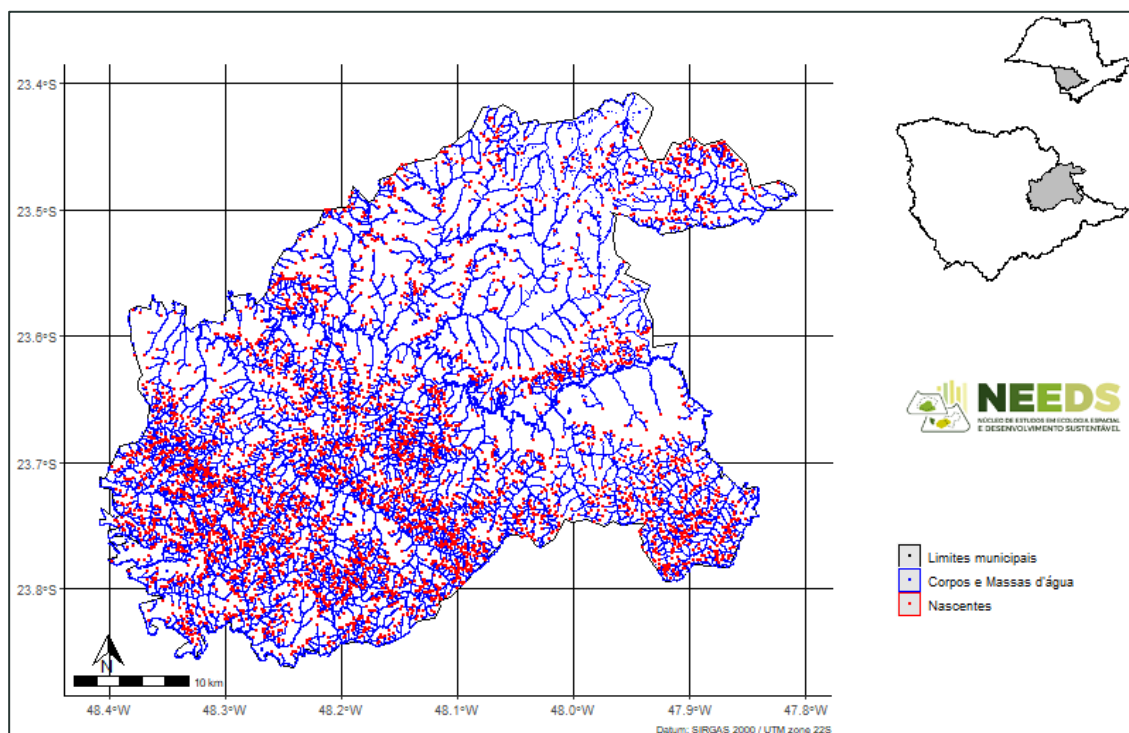 23.4°S
23.5°S
23.6°S
23.7°S
23.8°S
N
10 km
48.4°W
48.3°W
48.2°W
48.1°W
48.0°W
47.9°W
47.8°W
Datum: SIRGAS 2000 / UTM zone 22S
NEEDS
NÚCLEO DE ESTUDOS EM ECOLOGIA ESPACIAL
E DESENVOLVIMENTO SUSTENTÁVEL
Limites municipais
Corpos e Massas d'água
Nascentes